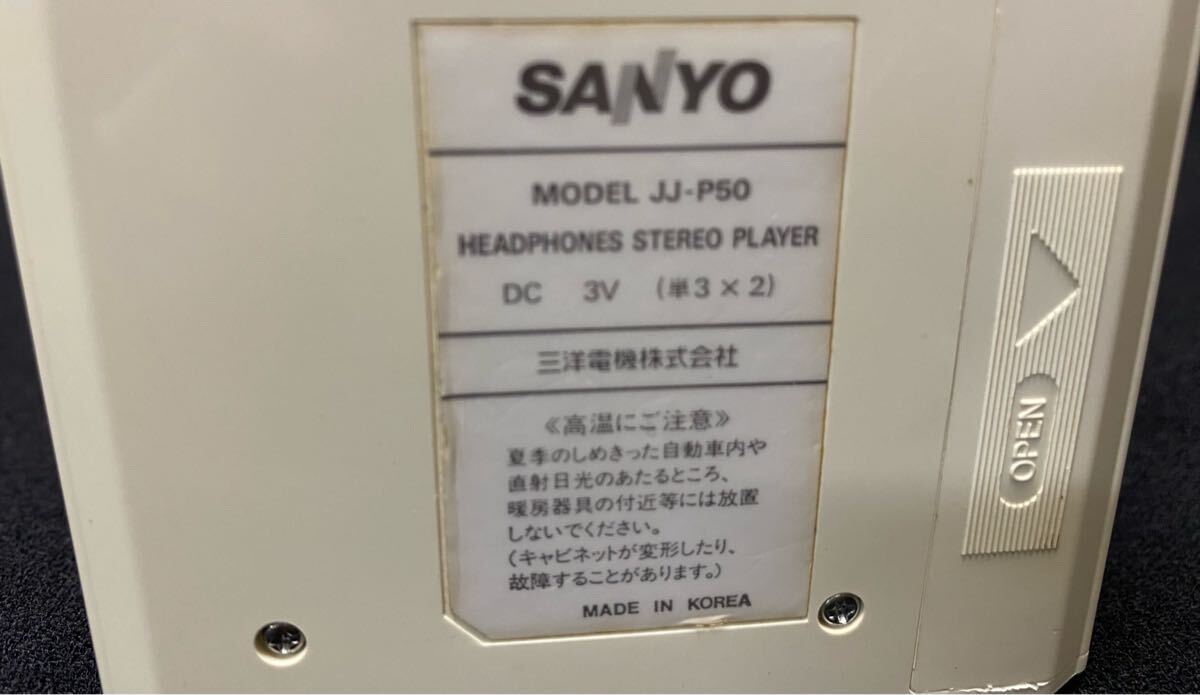 SANYO
MODEL JJ-P50
HEADPHONES STEREO PLAYER
DC 3V (単3×2)
三洋電機株式会社
《高温にご注意》
夏季のしめきった自動車内や
直射日光のあたるところ、
暖房器具の付近等には放置
しないでください。
(キャビネットが変形したり、
故障することがあります。)
MADE IN KOREA
OPEN